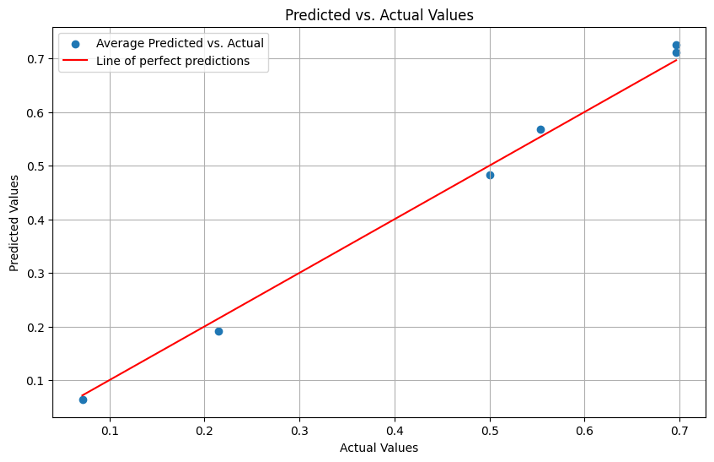 Predicted vs. Actual Values
Average Predicted vs. Actual
Line of perfect predictions
Predicted Values
0.7
0.6
0.5
0.4
0.3
0.2
0.1
0.1 0.2 0.3 0.4 0.5 0.6 0.7
Actual Values